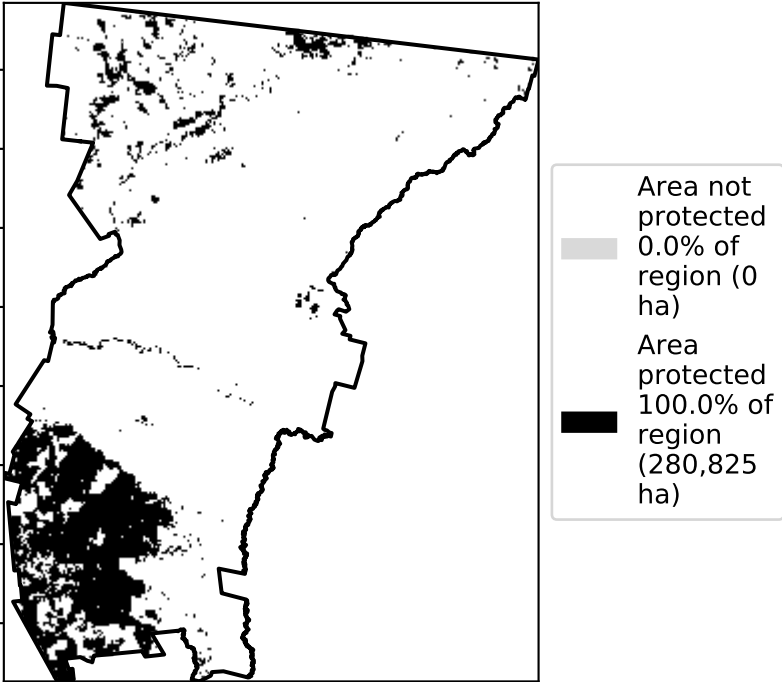 Area not
protected
0.0% of
region (0
ha)
Area
protected
100.0% of
region
(280,825
ha)